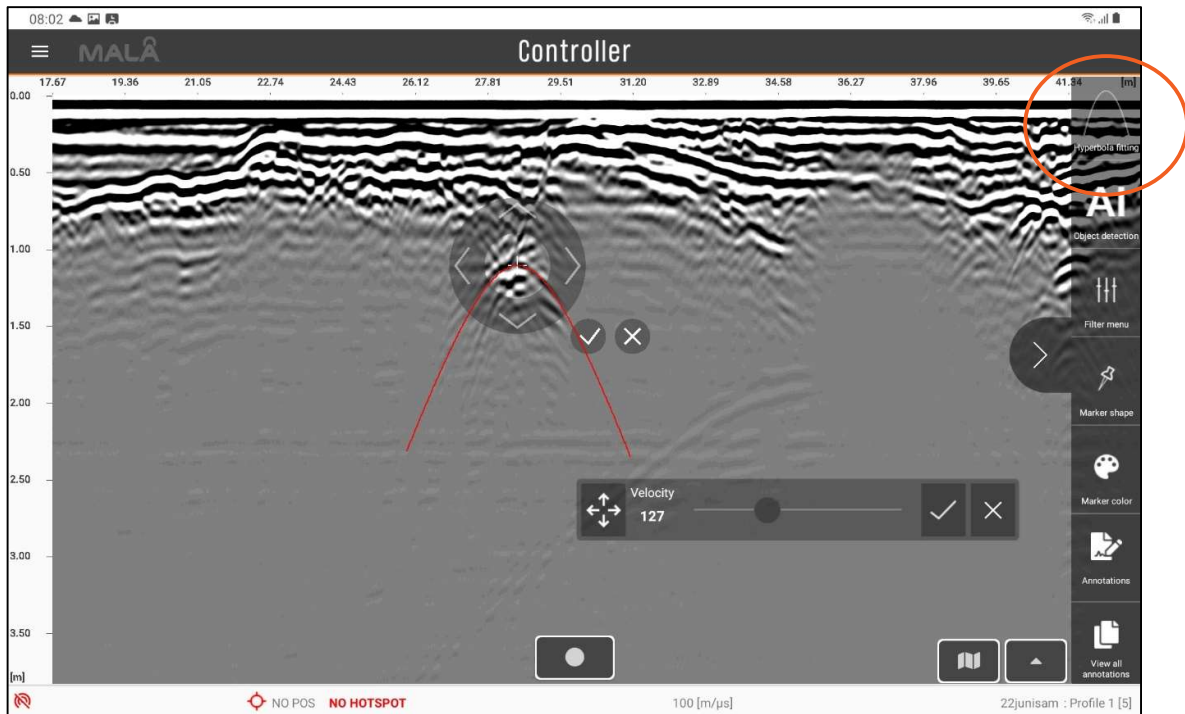 08:02
MALÅ
Controller
17.67 19.36 21.05 22.74 24.43 26.12 27.81 29.51 31.20 32.89 34.58 36.27 37.96 39.65 41.34 [m]
0.00
Hyperbola fitting
0.50
AI
Object detection
1.00
Filter menu
1.50
2.00
Marker shape
2.50
Velocity
127
Marker color
3.00
Annotations
3.50
View all
annotations
[m]
NO POS NO HOTSPOT 100 [m/µs] 22junisam : Profile 1 [5]